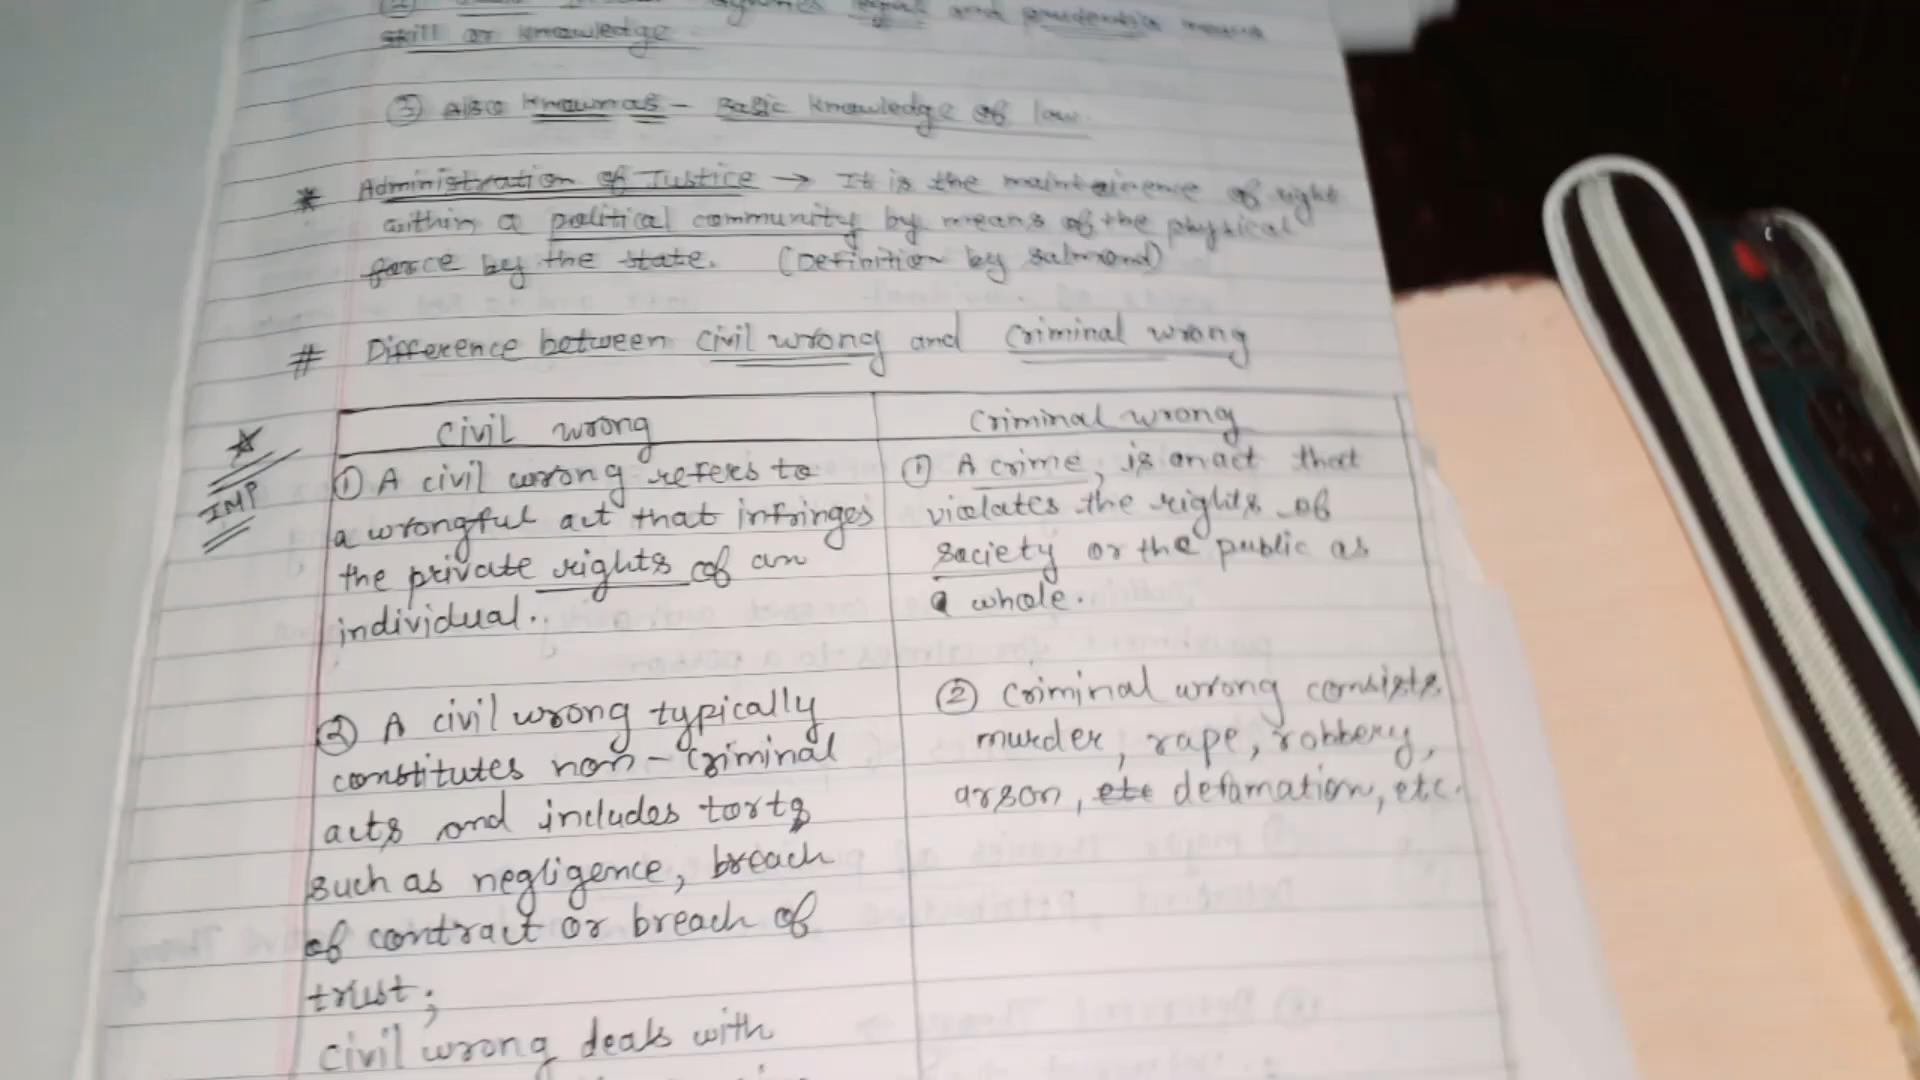 and prudentia means
skill or knowledge
③ also known as - Basic knowledge of law
* Administration of Justice → It is the maintainence of right
within a political community by means of the physical
force by the state. (Definition by Salmond)
# Difference between civil wrong and criminal wrong
civil wrong
① A civil wrong refers to
a wrongful act that infringes
the private rights of an
individual.
② A civil wrong typically
constitutes non-criminal
acts and includes torts
such as negligence, breach
of contract or breach of
trust;
civil wrong deals with
criminal wrong
① A crime, is an act that
violates the rights of
society or the public as
a whole.
② criminal wrong consists
murder, rape, robbery,
arson, etc defamation, etc.
IMP